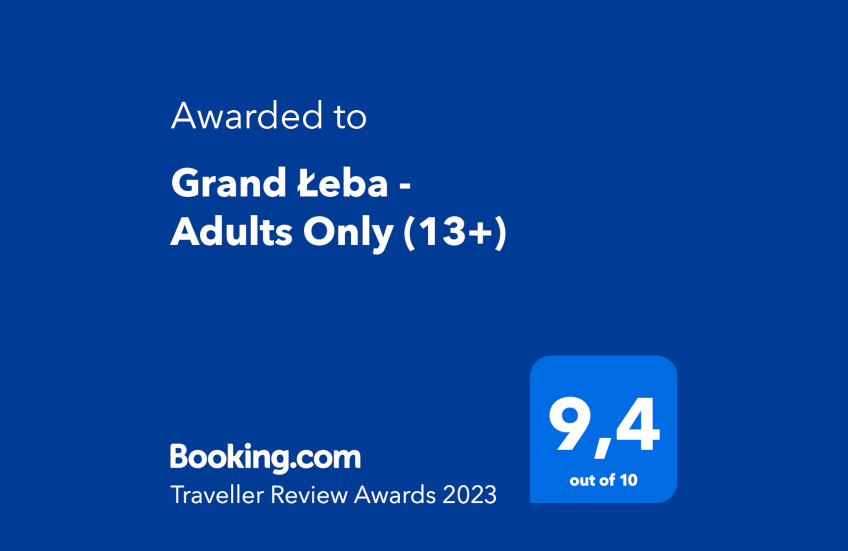 Awarded to
Grand Łeba -
Adults Only (13+)
9,4
out of 10
Booking.com
Traveller Review Awards 2023